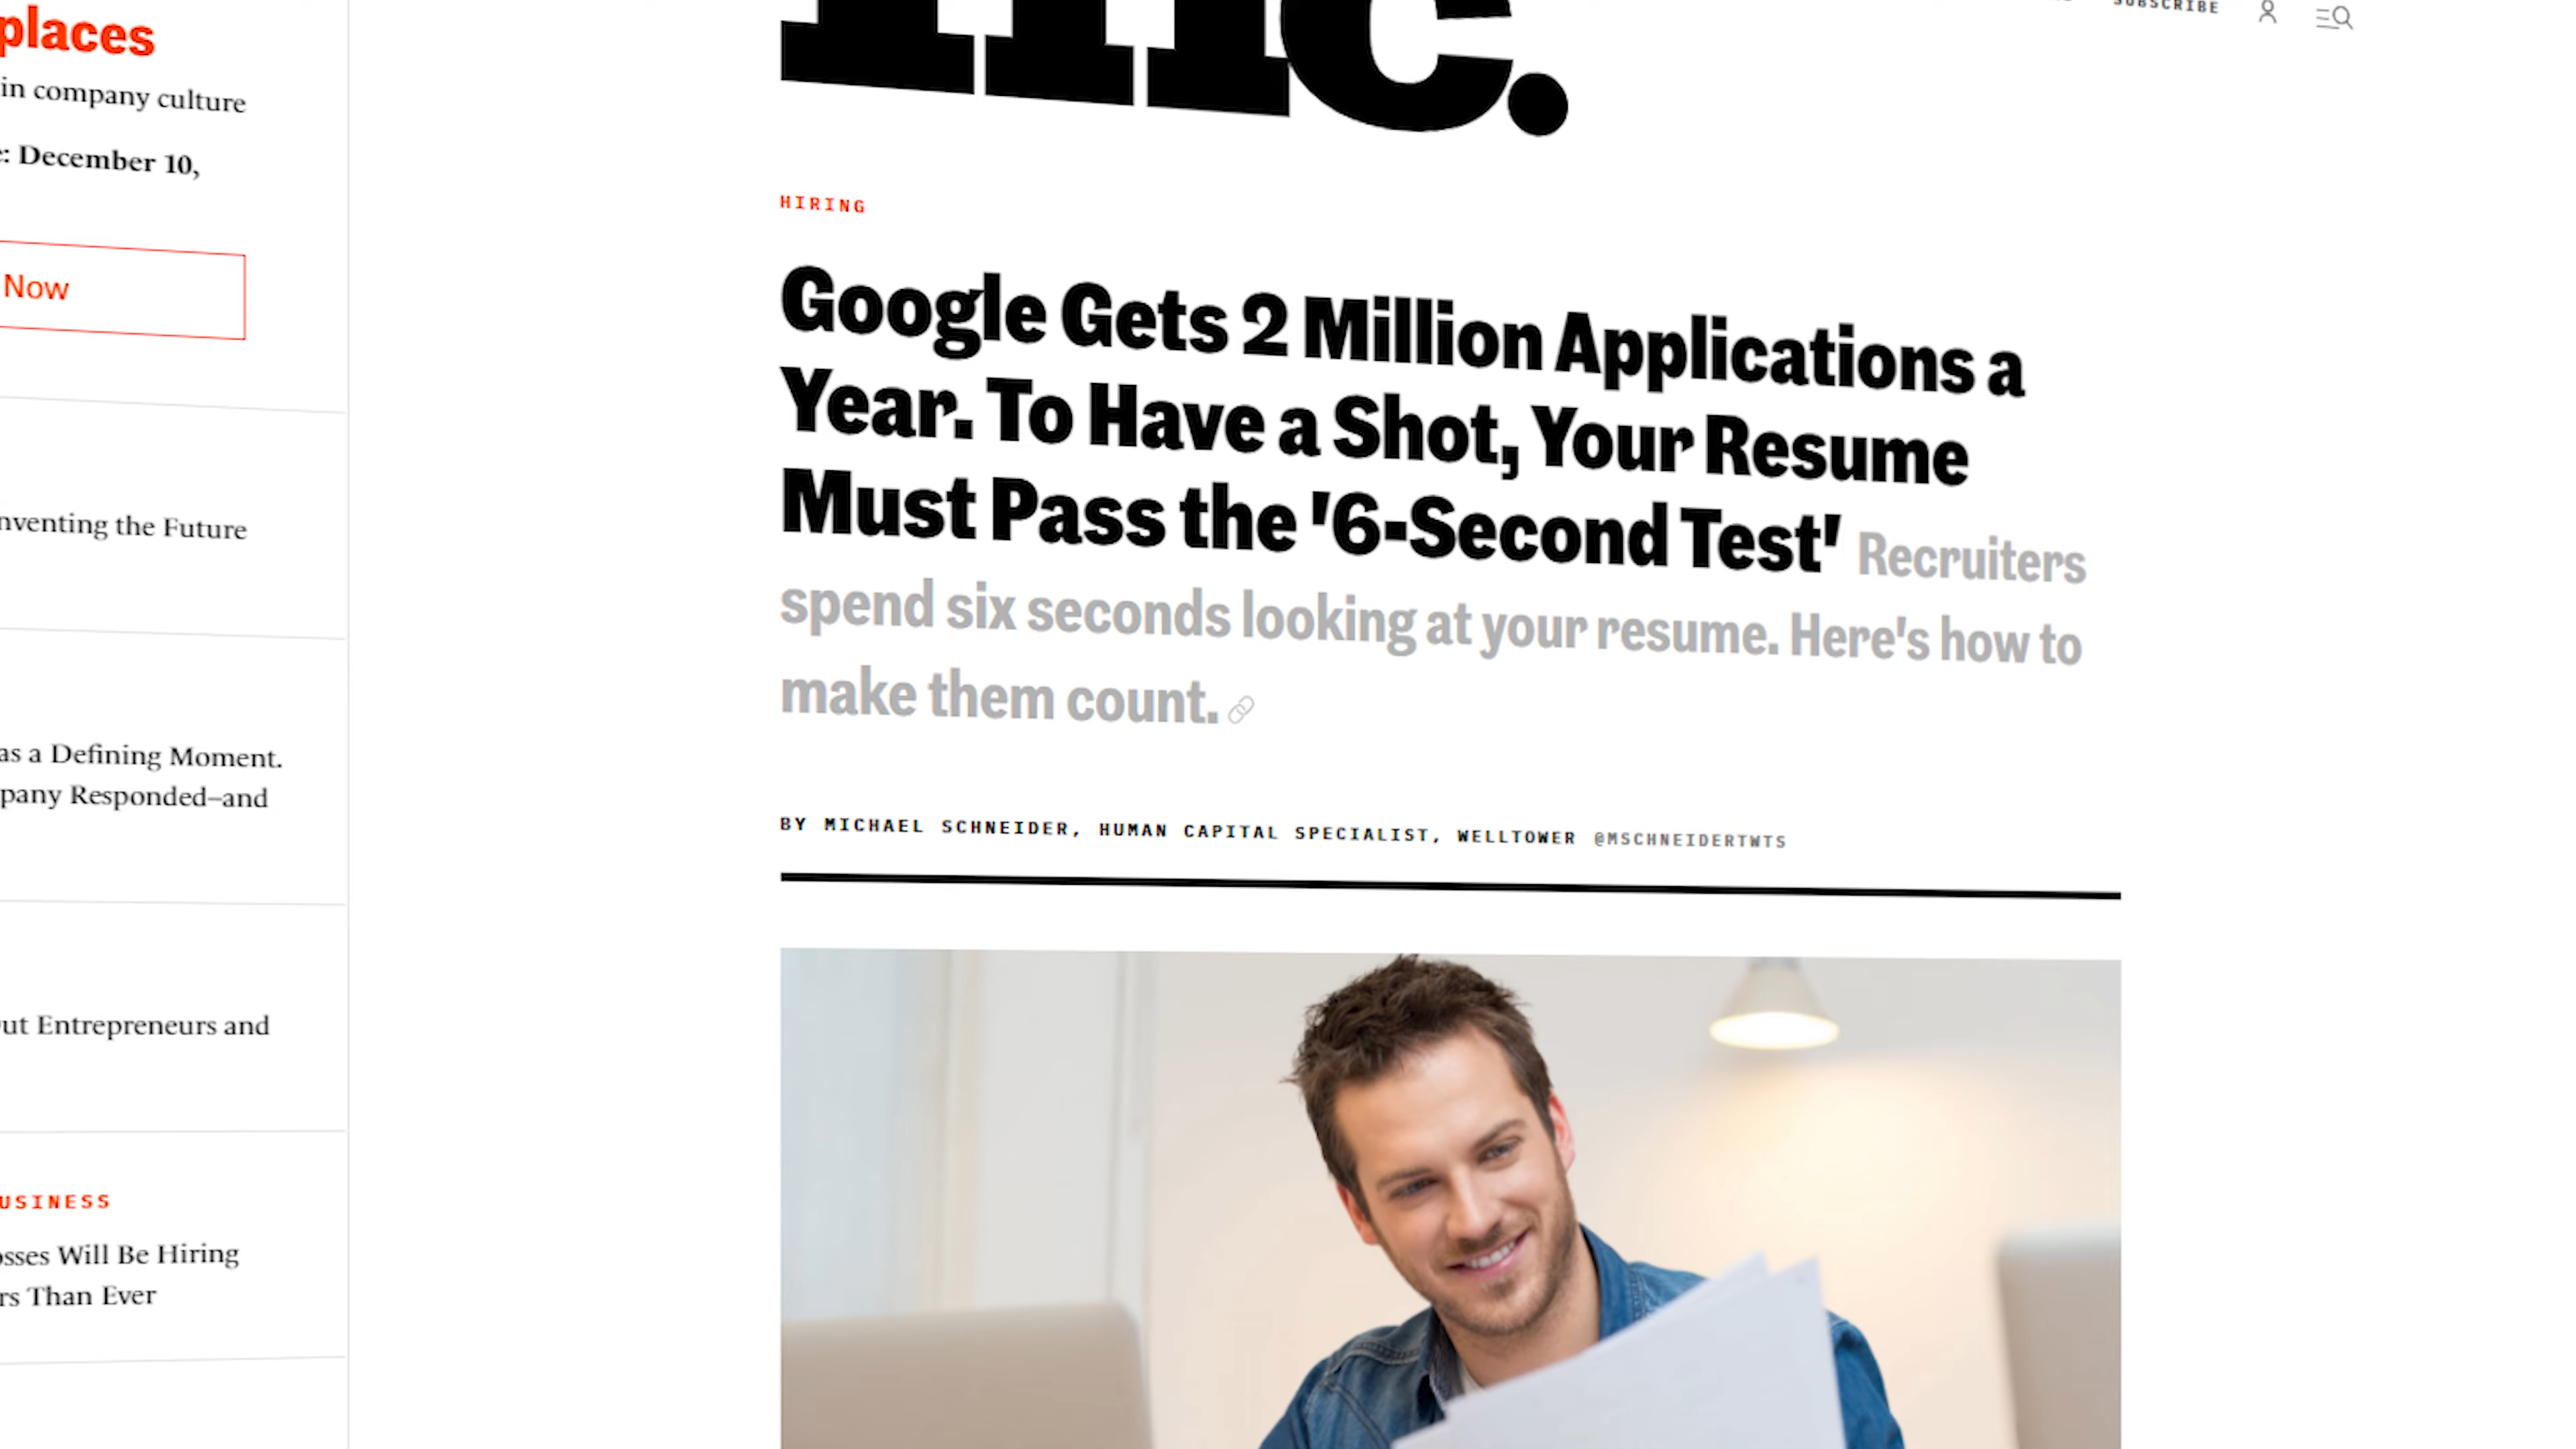 places
in company culture
: December 10,
Now
nventing the Future
as a Defining Moment.
pany Responded–and
ut Entrepreneurs and
USINESS
osses Will Be Hiring
rs Than Ever
Inc.
SUBSCRIBE
HIRING
Google Gets 2 Million Applications a
Year. To Have a Shot, Your Resume
Must Pass the '6-Second Test' Recruiters
spend six seconds looking at your resume. Here's how to
make them count.
BY MICHAEL SCHNEIDER, HUMAN CAPITAL SPECIALIST, WELLTOWER @MSCHNEIDERTWTS